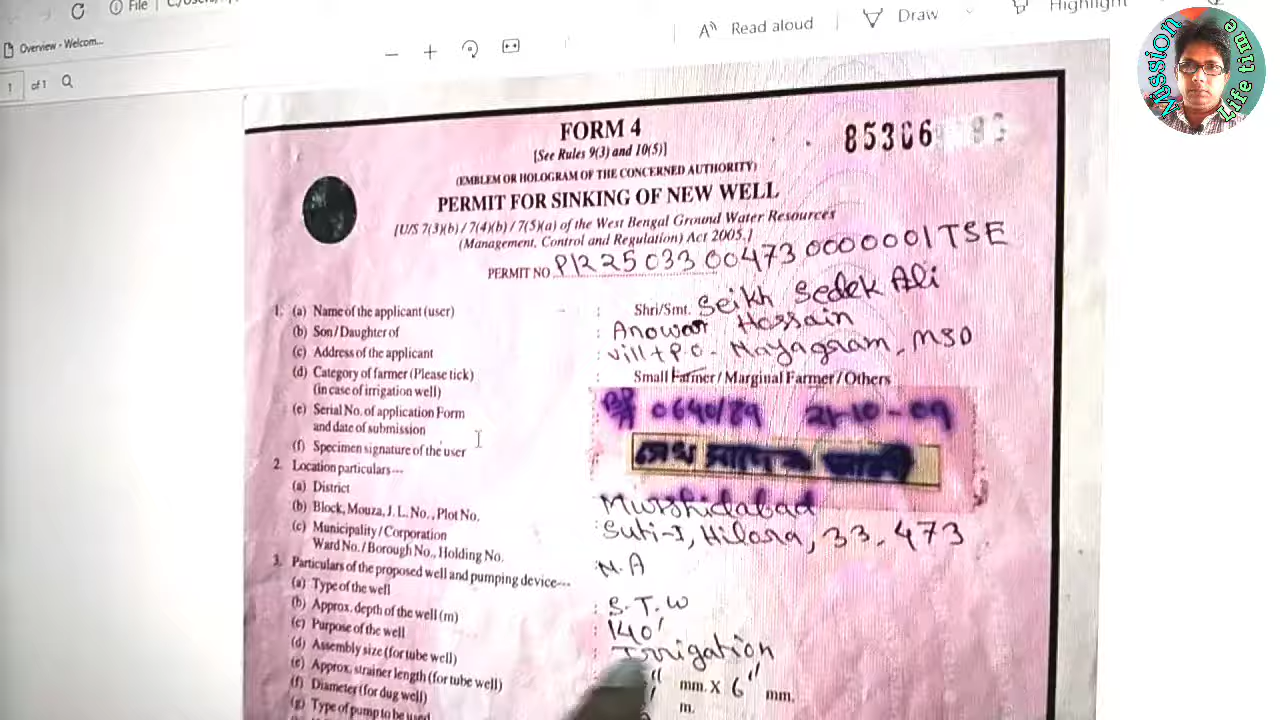 File
Overview - Welcom...
Read aloud
Draw
Highlight
1 of 1
Mission Life time
FORM 4
[See Rules 9(3) and 10(5)]
85306
(EMBLEM OR HOLOGRAM OF THE CONCERNED AUTHORITY)
PERMIT FOR SINKING OF NEW WELL
[U/S 7(3)(b) / 7(4)(b) / 7(5)(a) of the West Bengal Ground Water Resources
(Management, Control and Regulation) Act 2005.]
PERMIT NO
1. (a) Name of the applicant (user) : Shri/Smt. Seikh Sedek Ali
(b) Son/Daughter of : Anowar Hossain
(c) Address of the applicant : Vill+P.O- Mayagram, MSD
(d) Category of farmer (Please tick) : Small Farmer / Marginal Farmer / Others
(in case of irrigation well)
(e) Serial No. of application Form 0640/89 21-10-09
and date of submission
(f) Specimen signature of the user
2. Location particulars---
(a) District Murshidabad
(b) Block, Mouza, J. L. No., Plot No. : Suti-I, Hilora, 33, 473
(c) Municipality / Corporation
Ward No. / Borough No., Holding No. N.A
3. Particulars of the proposed well and pumping device---
(a) Type of the well : S.T.W
(b) Approx. depth of the well (m) : 140'
(c) Purpose of the well : Irrigation
(d) Assembly size (for tube well) mm. X 6" mm.
(e) Approx. strainer length (for tube well) m.
(f) Diameter (for dug well)
(g) Type of pump to be used